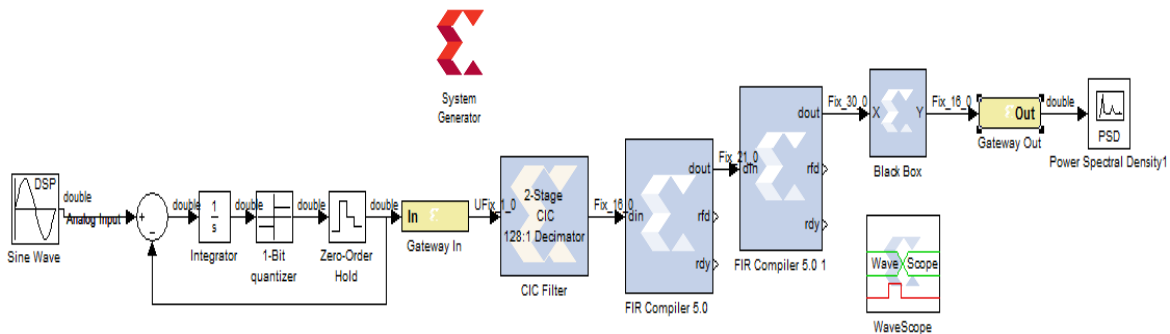 System
Generator
DSP
double
Analog Input
Sine Wave
+
−
double
1
s
Integrator
double
1-Bit
quantizer
double
Zero-Order
Hold
double
In
Gateway In
UFix_1_0
2-Stage
CIC
128:1 Decimator
CIC Filter
Fix_16_0
din
dout
rfd
rdy
FIR Compiler 5.0
Fix_21_0
din
dout
rfd
rdy
FIR Compiler 5.0 1
Fix_30_0
X
Y
Black Box
Fix_16_0
Out
Gateway Out
double
PSD
Power Spectral Density1
Wave
Scope
WaveScope